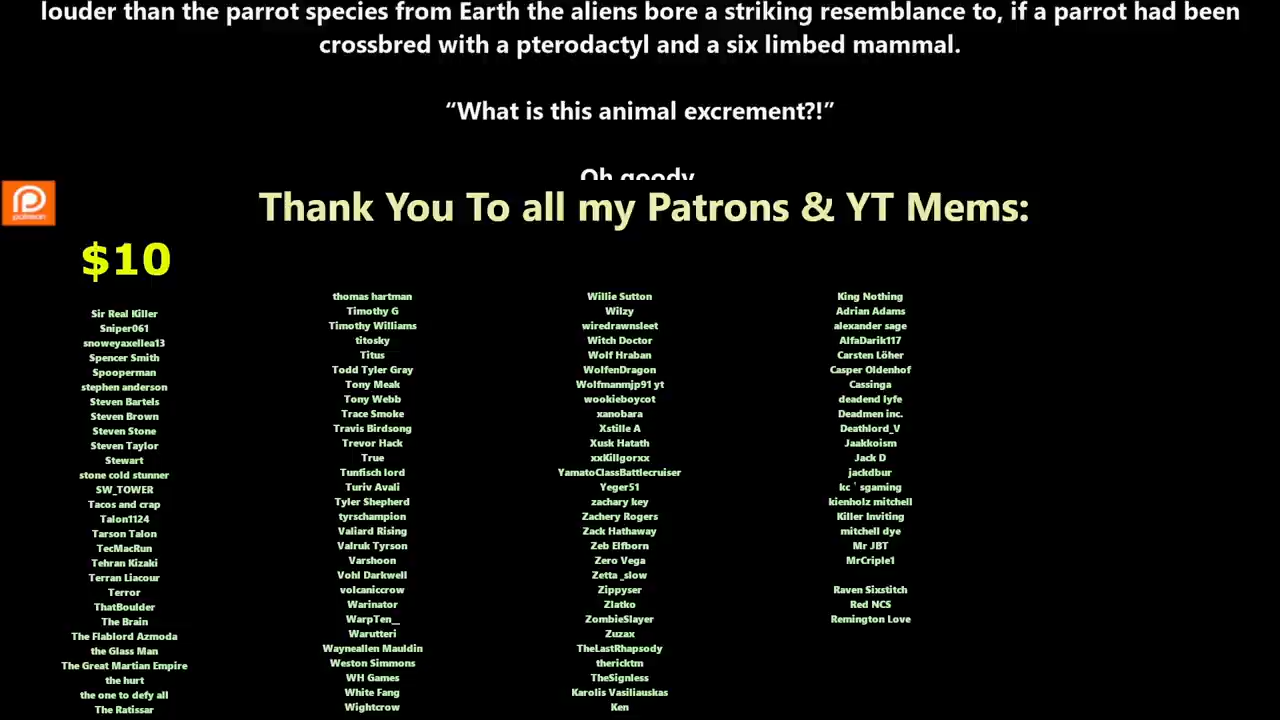 louder than the parrot species from Earth the aliens bore a striking resemblance to, if a parrot had been
crossbred with a pterodactyl and a six limbed mammal.
“What is this animal excrement?!”
Oh goody
patreon
Thank You To all my Patrons & YT Mems:
$10
Sir Real Killer
Sniper061
snoweyaxellea13
Spencer Smith
Spooperman
stephen anderson
Steven Bartels
Steven Brown
Steven Stone
Steven Taylor
Stewart
stone cold stunner
SW_TOWER
Tacos and crap
Talon1124
Tarson Talon
TecMacRun
Tehran Kizaki
Terran Liacour
Terror
ThatBoulder
The Brain
The Flablord Azmoda
the Glass Man
The Great Martian Empire
the hurt
the one to defy all
The Ratissar
thomas hartman
Timothy G
Timothy Williams
titosky
Titus
Todd Tyler Gray
Tony Meak
Tony Webb
Trace Smoke
Travis Birdsong
Trevor Hack
True
Tunfisch lord
Turiv Avali
Tyler Shepherd
tyrschampion
Valiard Rising
Valruk Tyrson
Varshoon
Vohl Darkwell
volcaniccrow
Warinator
WarpTen__
Warutteri
Wayneallen Mauldin
Weston Simmons
WH Games
White Fang
Wightcrow
Willie Sutton
Wilzy
wiredrawnsleet
Witch Doctor
Wolf Hraban
WolfenDragon
Wolfmanmjp91 yt
wookieboycot
xanobara
Xstille A
Xusk Hatath
xxKillgorxx
YamatoClassBattlecruiser
Yeger51
zachary key
Zachery Rogers
Zack Hathaway
Zeb Elfborn
Zero Vega
Zetta _slow
Zippyser
Zlatko
ZombieSlayer
Zuzax
TheLastRhapsody
thericktm
TheSignless
Karolis Vasiliauskas
Ken
King Nothing
Adrian Adams
alexander sage
AlfaDarik117
Carsten Löher
Casper Oldenhof
Cassinga
deadend lyfe
Deadmen inc.
Deathlord_V
Jaakkoism
Jack D
jackdbur
kc ' sgaming
kienholz mitchell
Killer Inviting
mitchell dye
Mr JBT
MrCriple1
Raven Sixstitch
Red NCS
Remington Love